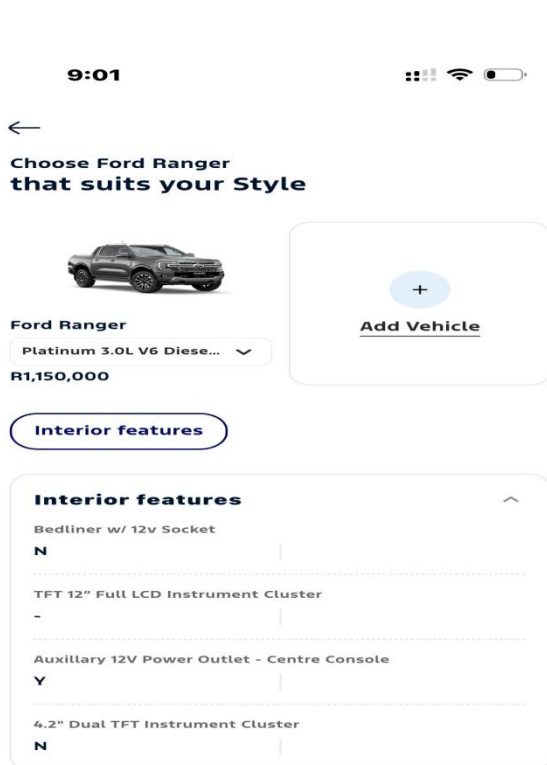 9:01
Choose Ford Ranger
that suits your Style
Ford Ranger
Platinum 3.0L V6 Diese...
R1,150,000
+
Add Vehicle
Interior features
Interior features
Bedliner w/ 12v Socket
N
TFT 12” Full LCD Instrument Cluster
-
Auxillary 12V Power Outlet - Centre Console
Y
4.2" Dual TFT Instrument Cluster
N